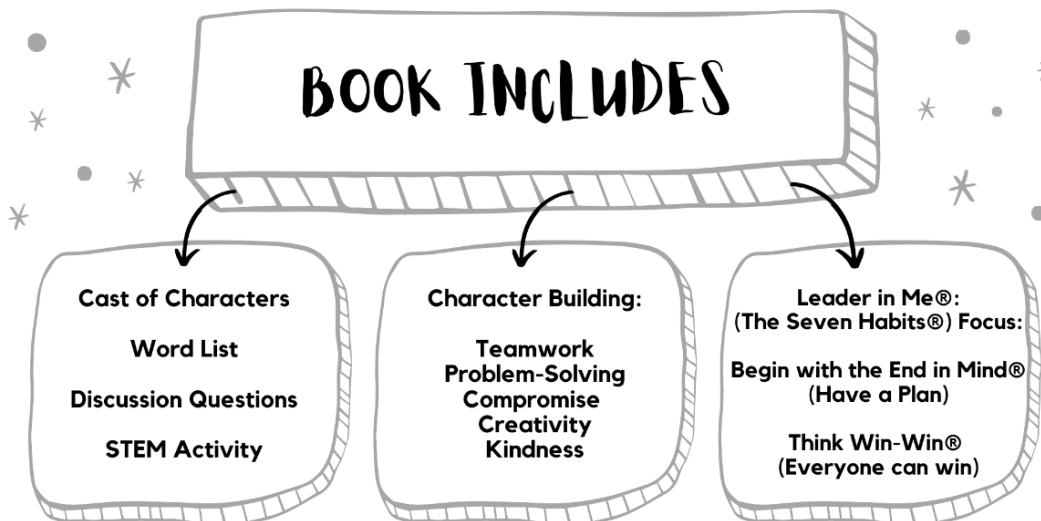 BOOK INCLUDES
Cast of Characters
Word List
Discussion Questions
STEM Activity
Character Building:
Teamwork
Problem-Solving
Compromise
Creativity
Kindness
Leader in Me®:
(The Seven Habits®) Focus:
Begin with the End in Mind®
(Have a Plan)
Think Win-Win®
(Everyone can win)